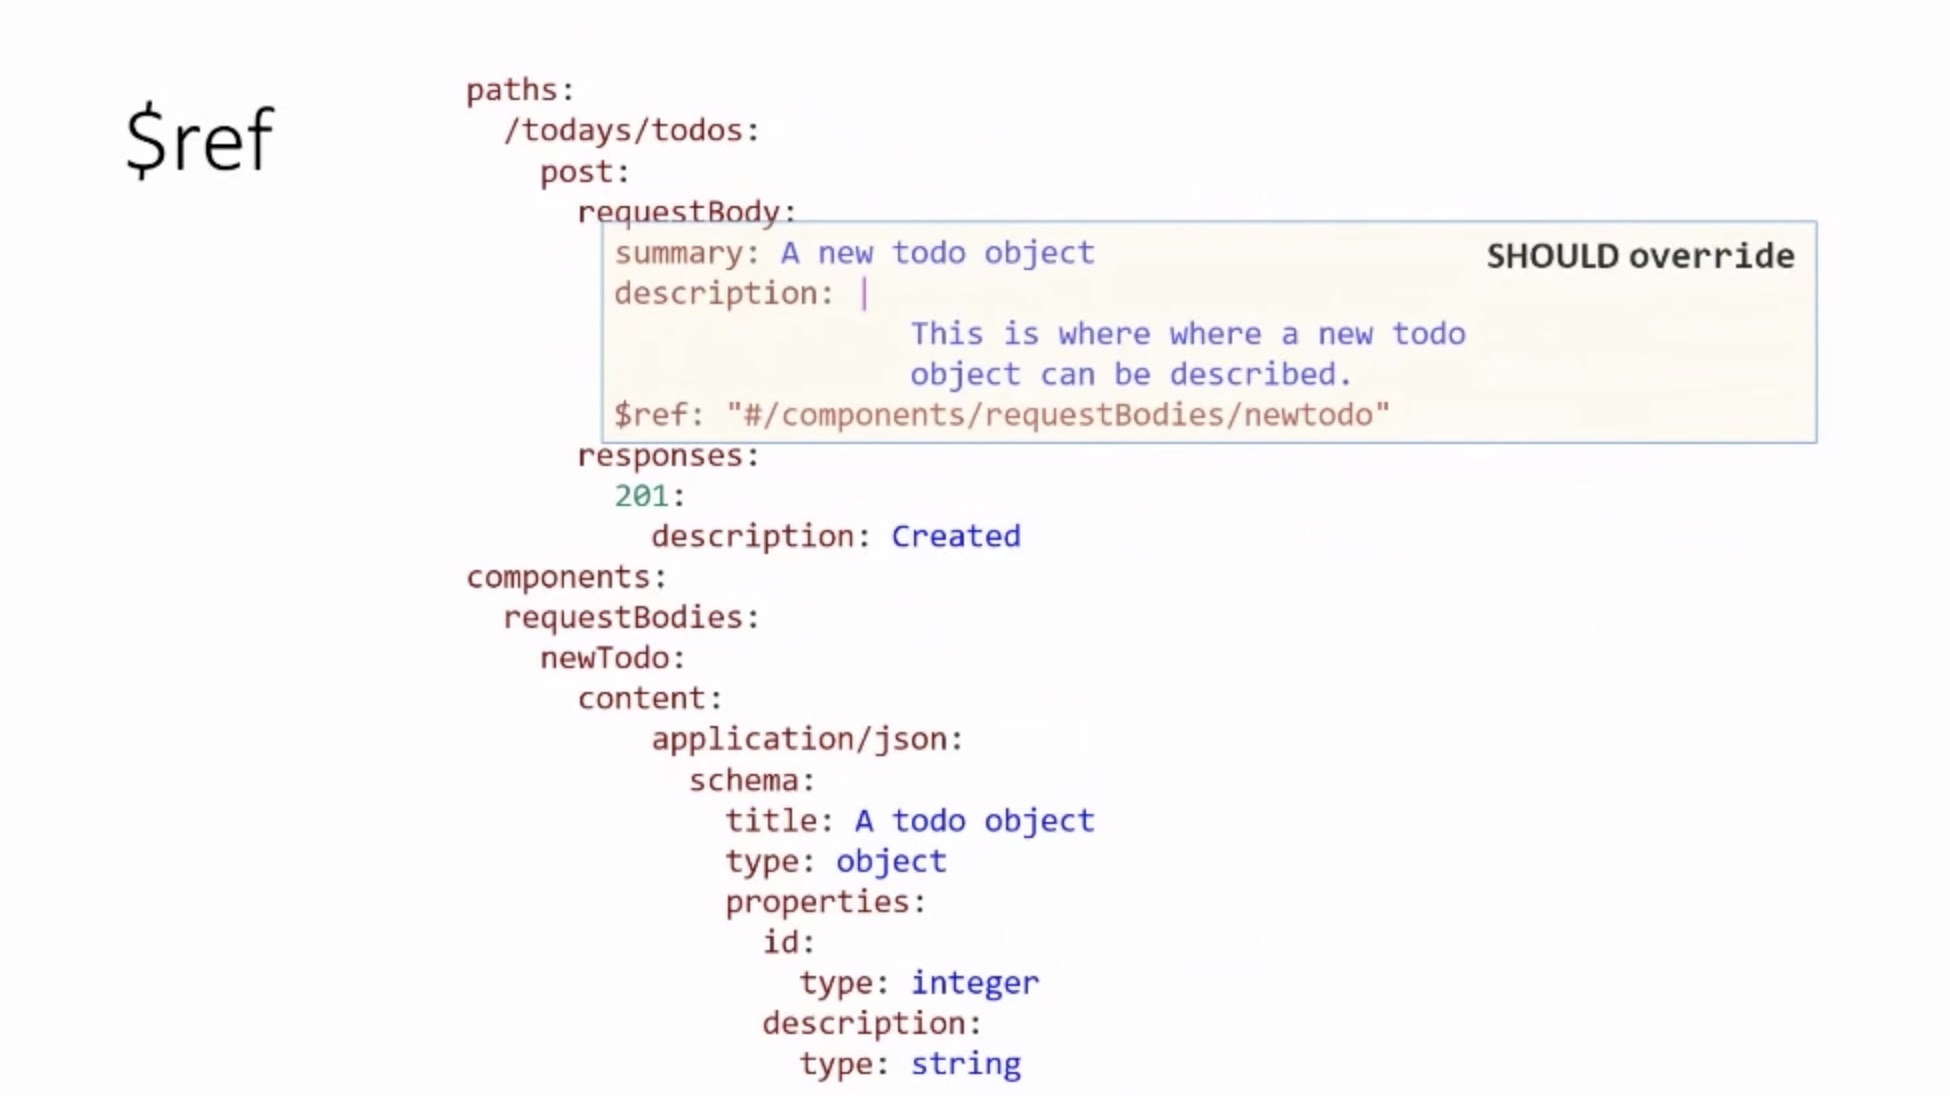 $ref
paths:
  /todays/todos:
    post:
      requestBody:
        summary: A new todo object
SHOULD override
        description: |
                        This is where where a new todo
                        object can be described.
        $ref: "#/components/requestBodies/newtodo"
      responses:
        201:
          description: Created
components:
  requestBodies:
    newTodo:
      content:
          application/json:
            schema:
              title: A todo object
              type: object
              properties:
                id:
                  type: integer
                description:
                  type: string